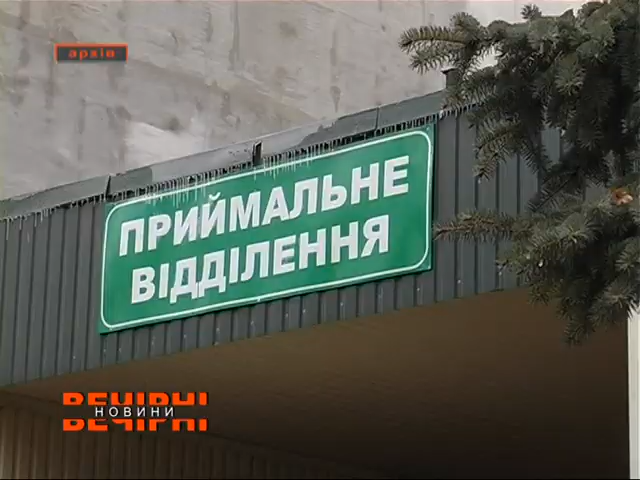 архів
ПРИЙМАЛЬНЕ
ВІДДІЛЕННЯ
ВЕЧІРНІ
НОВИНИ